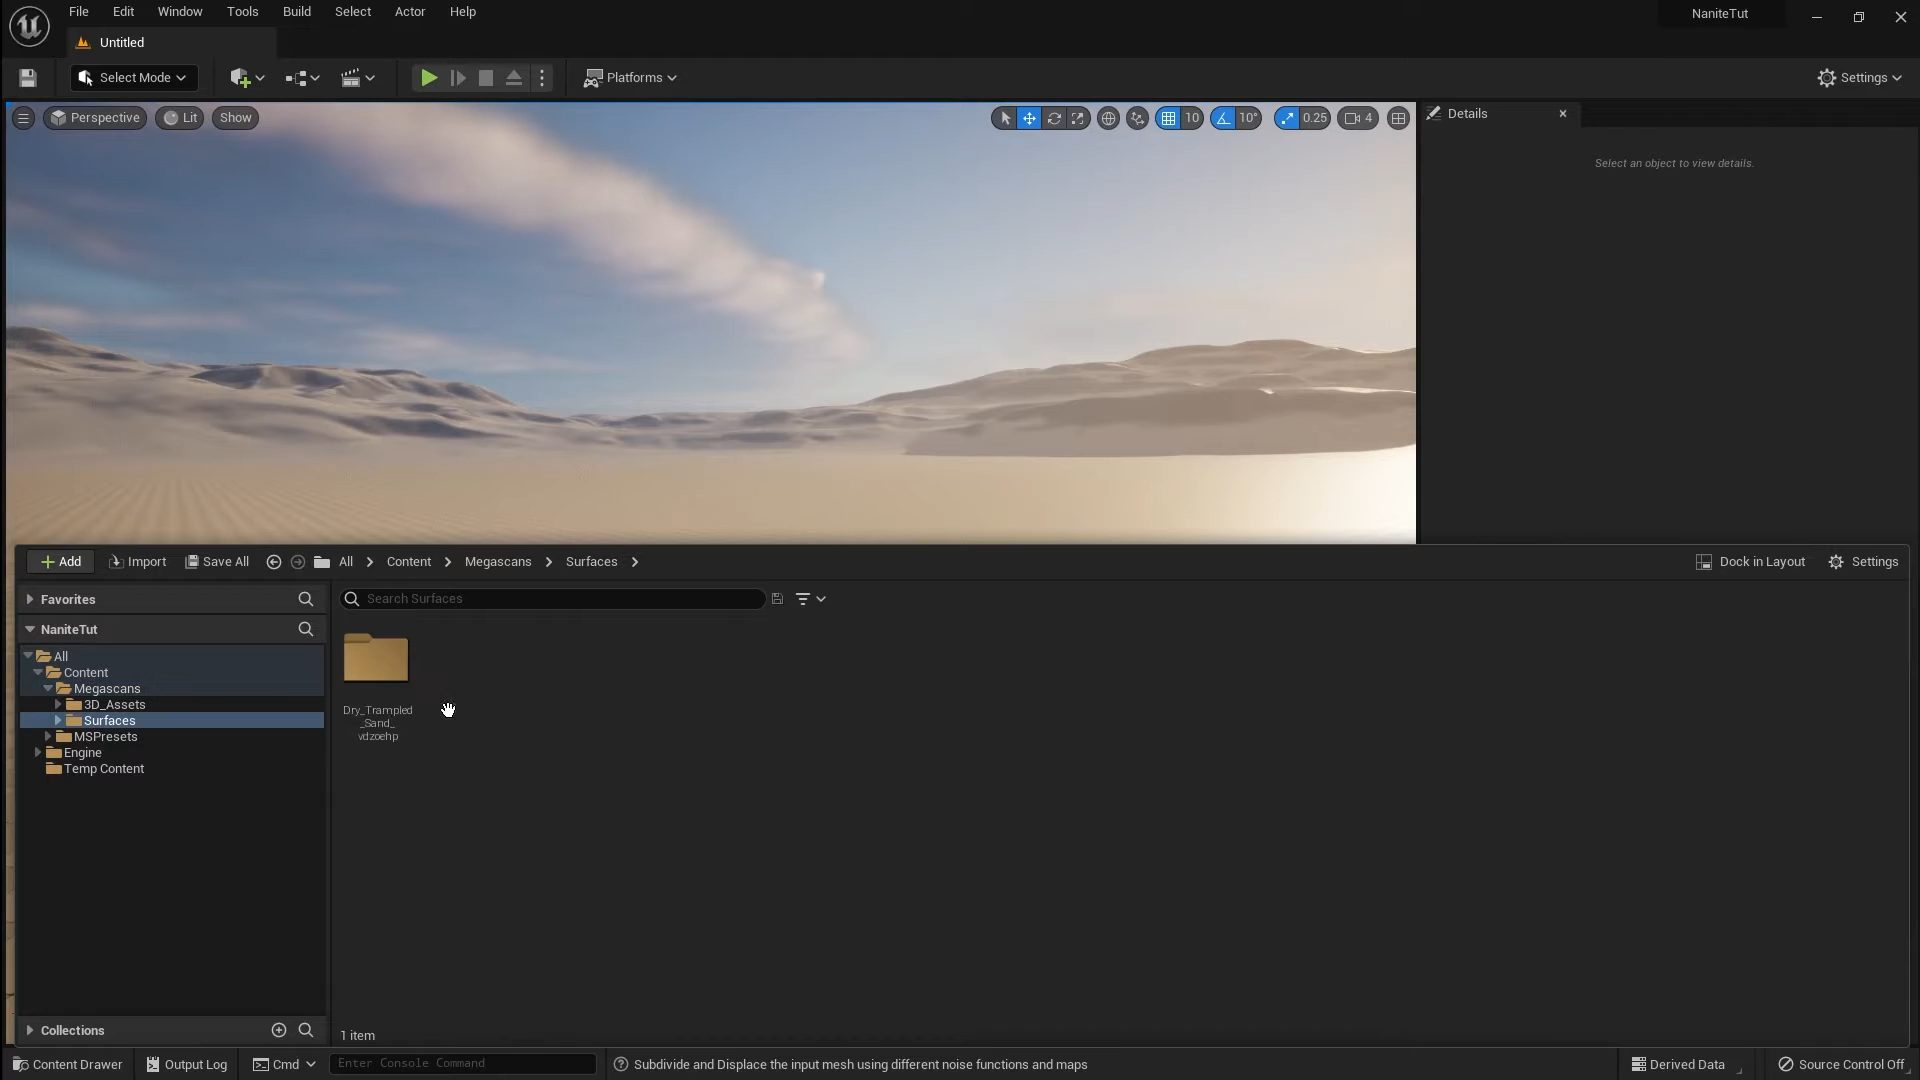 File Edit Window Tools Build Select Actor Help
NaniteTut
Untitled
Select Mode
Platforms
Settings
Perspective Lit Show
10 10° 0.25 4
Details
Select an object to view details.
Add Import Save All All Content Megascans Surfaces
Dock in Layout Settings
Favorites
Search Surfaces
NaniteTut
All
Content
Megascans
3D_Assets
Surfaces
MSPresets
Engine
Temp Content
Dry_Trampled
_Sand_
vdzoehp
Collections
1 item
Content Drawer Output Log Cmd Enter Console Command Subdivide and Displace the input mesh using different noise functions and maps Derived Data Source Control Off